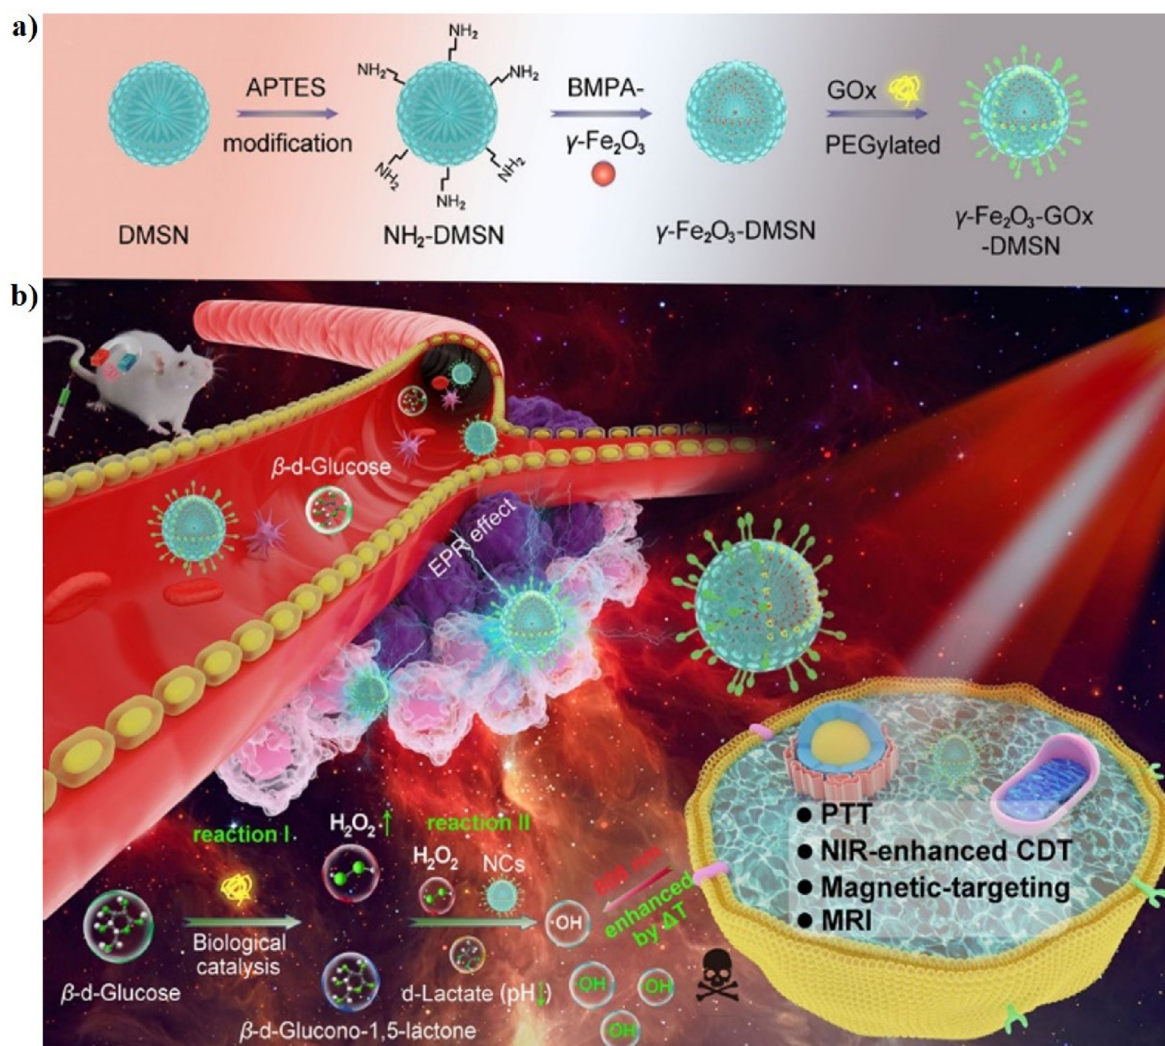 a)
NH₂
NH₂
NH₂
APTES
modification
BMPA-
γ-Fe₂O₃
GOx
PEGylated
NH₂
NH₂
NH₂
DMSN
NH₂-DMSN
γ-Fe₂O₃-DMSN
γ-Fe₂O₃-GOx
-DMSN
b)
β-d-Glucose
EPR effect
PTT
NIR-enhanced CDT
Magnetic-targeting
MRI
reaction I
H₂O₂ ↑
reaction II
H₂O₂
NCs
enhanced
by ΔT
·OH
Biological
catalysis
β-d-Glucose
d-Lactate (pH↓)
β-d-Glucono-1,5-lactone
·OH
·OH
·OH